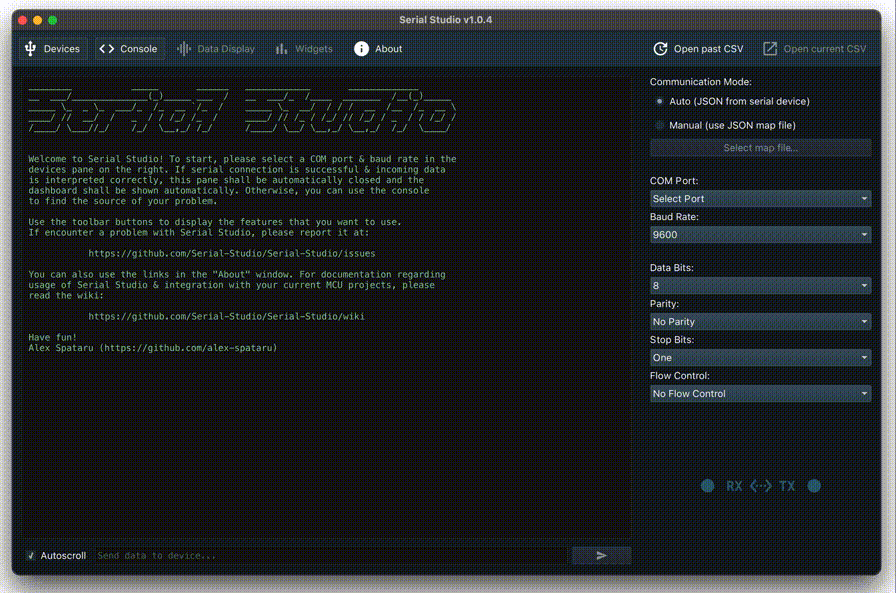 Serial Studio v1.0.4
Devices
Console
Data Display
Widgets
About
Open past CSV
Open current CSV
Serial Studio
Welcome to Serial Studio! To start, please select a COM port & baud rate in the
devices pane on the right. If serial connection is successful & incoming data
is interpreted correctly, this pane shall be automatically closed and the
dashboard shall be shown automatically. Otherwise, you can use the console
to find the source of your problem.
Use the toolbar buttons to display the features that you want to use.
If encounter a problem with Serial Studio, please report it at:
https://github.com/Serial-Studio/Serial-Studio/issues
You can also use the links in the "About" window. For documentation regarding
usage of Serial Studio & integration with your current MCU projects, please
read the wiki:
https://github.com/Serial-Studio/Serial-Studio/wiki
Have fun!
Alex Spataru (https://github.com/alex-spataru)
Autoscroll
Send data to device...
Communication Mode:
Auto (JSON from serial device)
Manual (use JSON map file)
Select map file...
COM Port:
Select Port
Baud Rate:
9600
Data Bits:
8
Parity:
No Parity
Stop Bits:
One
Flow Control:
No Flow Control
RX TX